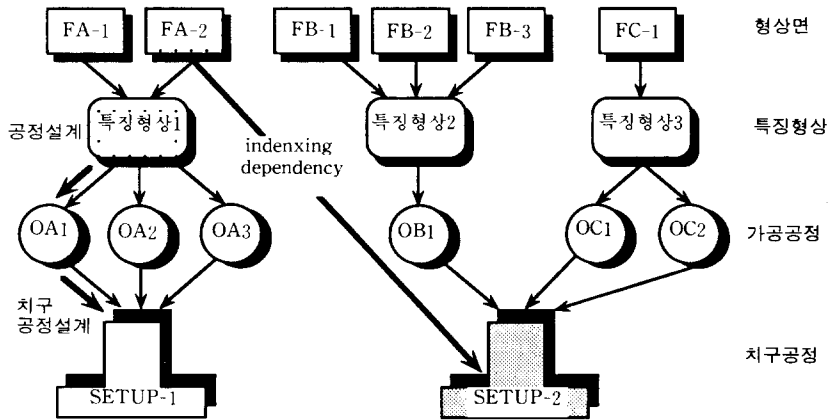 FA-1 FA-2 FB-1 FB-2 FB-3 FC-1 형상면
공정설계 특징형상1 특징형상2 특징형상3 특징형상
indenxing
dependency
OA1 OA2 OA3 OB1 OC1 OC2 가공공정
치구
공정설계
치구공정
SETUP-1 SETUP-2